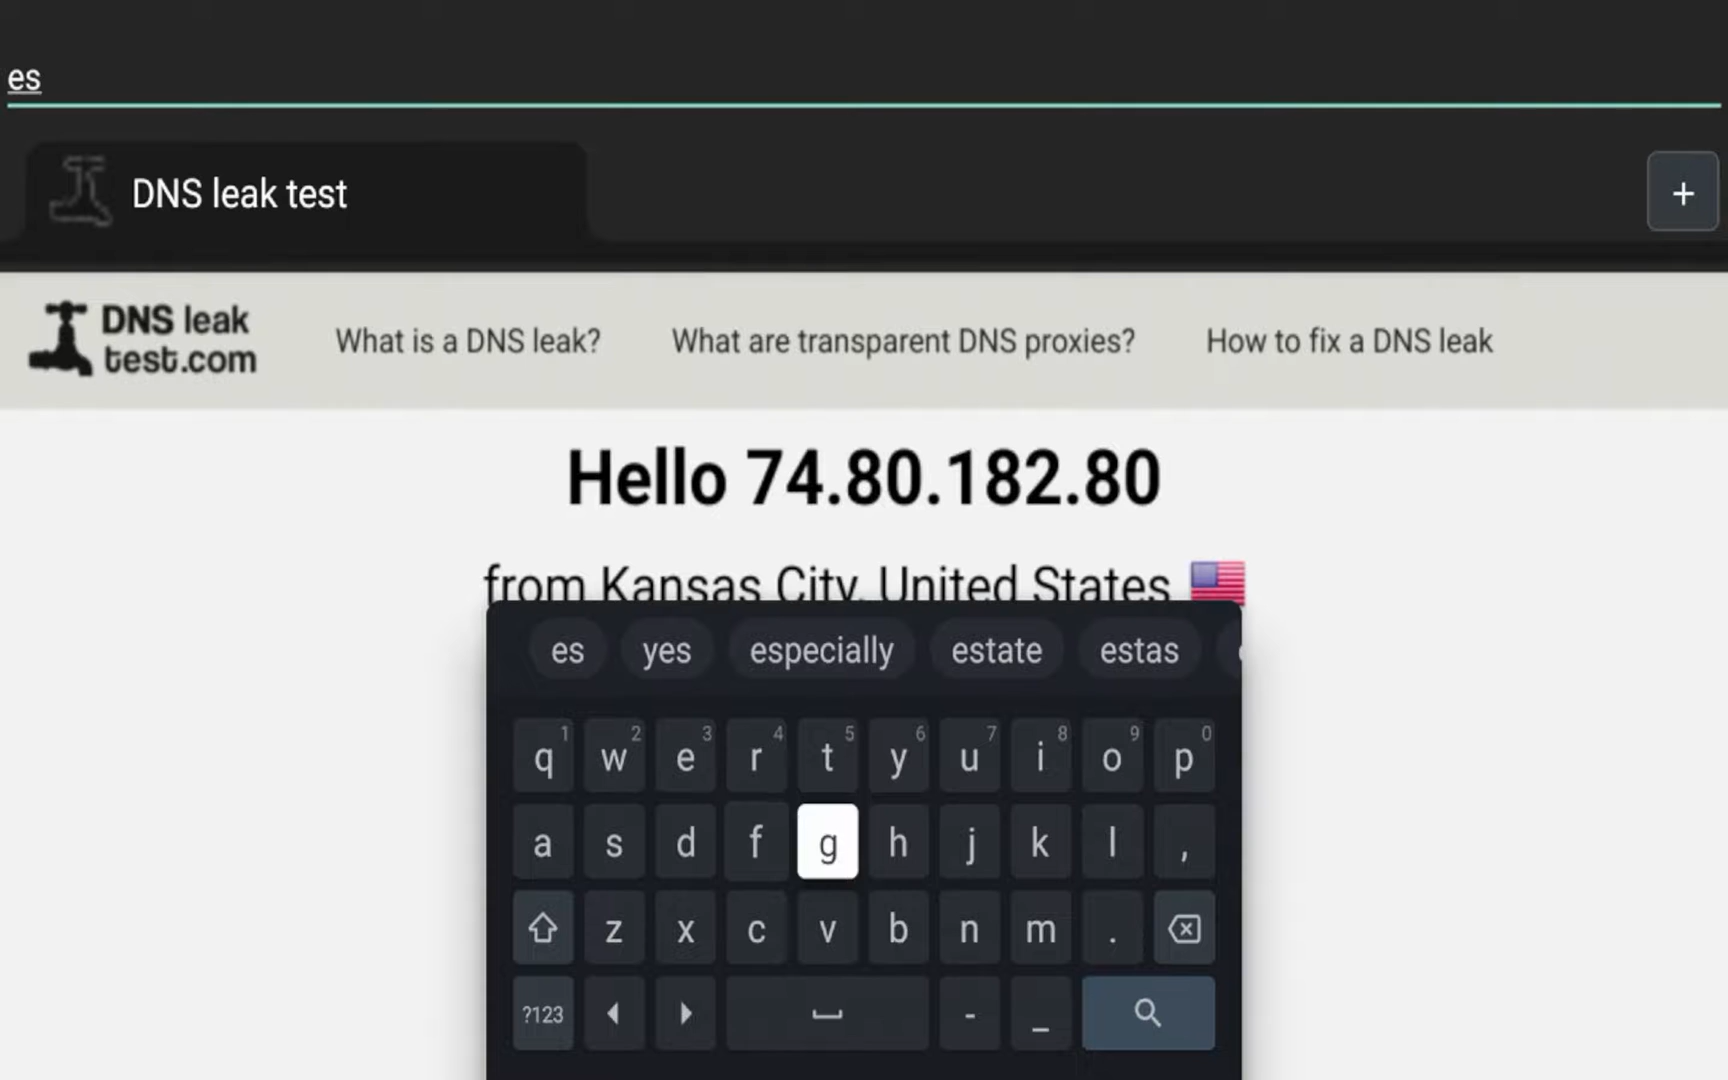 es
DNS leak test
+
DNS leak
test.com
What is a DNS leak?
What are transparent DNS proxies?
How to fix a DNS leak
Hello 74.80.182.80
from Kansas City, United States
es yes especially estate estas
q1 w2 e3 r4 t5 y6 u7 i8 o9 p0
a s d f g h j k l ,
z x c v b n m .
?123 - _